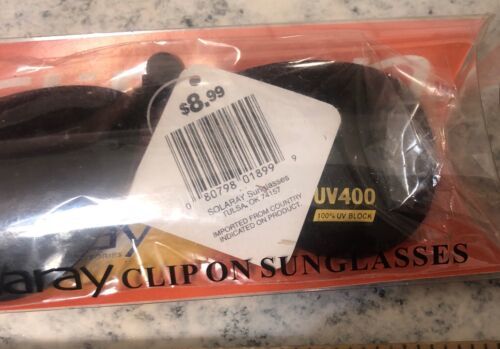 $8.99
0 80798 01899 9
SOLARAY Sunglasses
TULSA, OK 74157
IMPORTED FROM COUNTRY
INDICATED ON PRODUCT.
UV400
100% UV BLOCK
CLIP ON SUNGLASSES